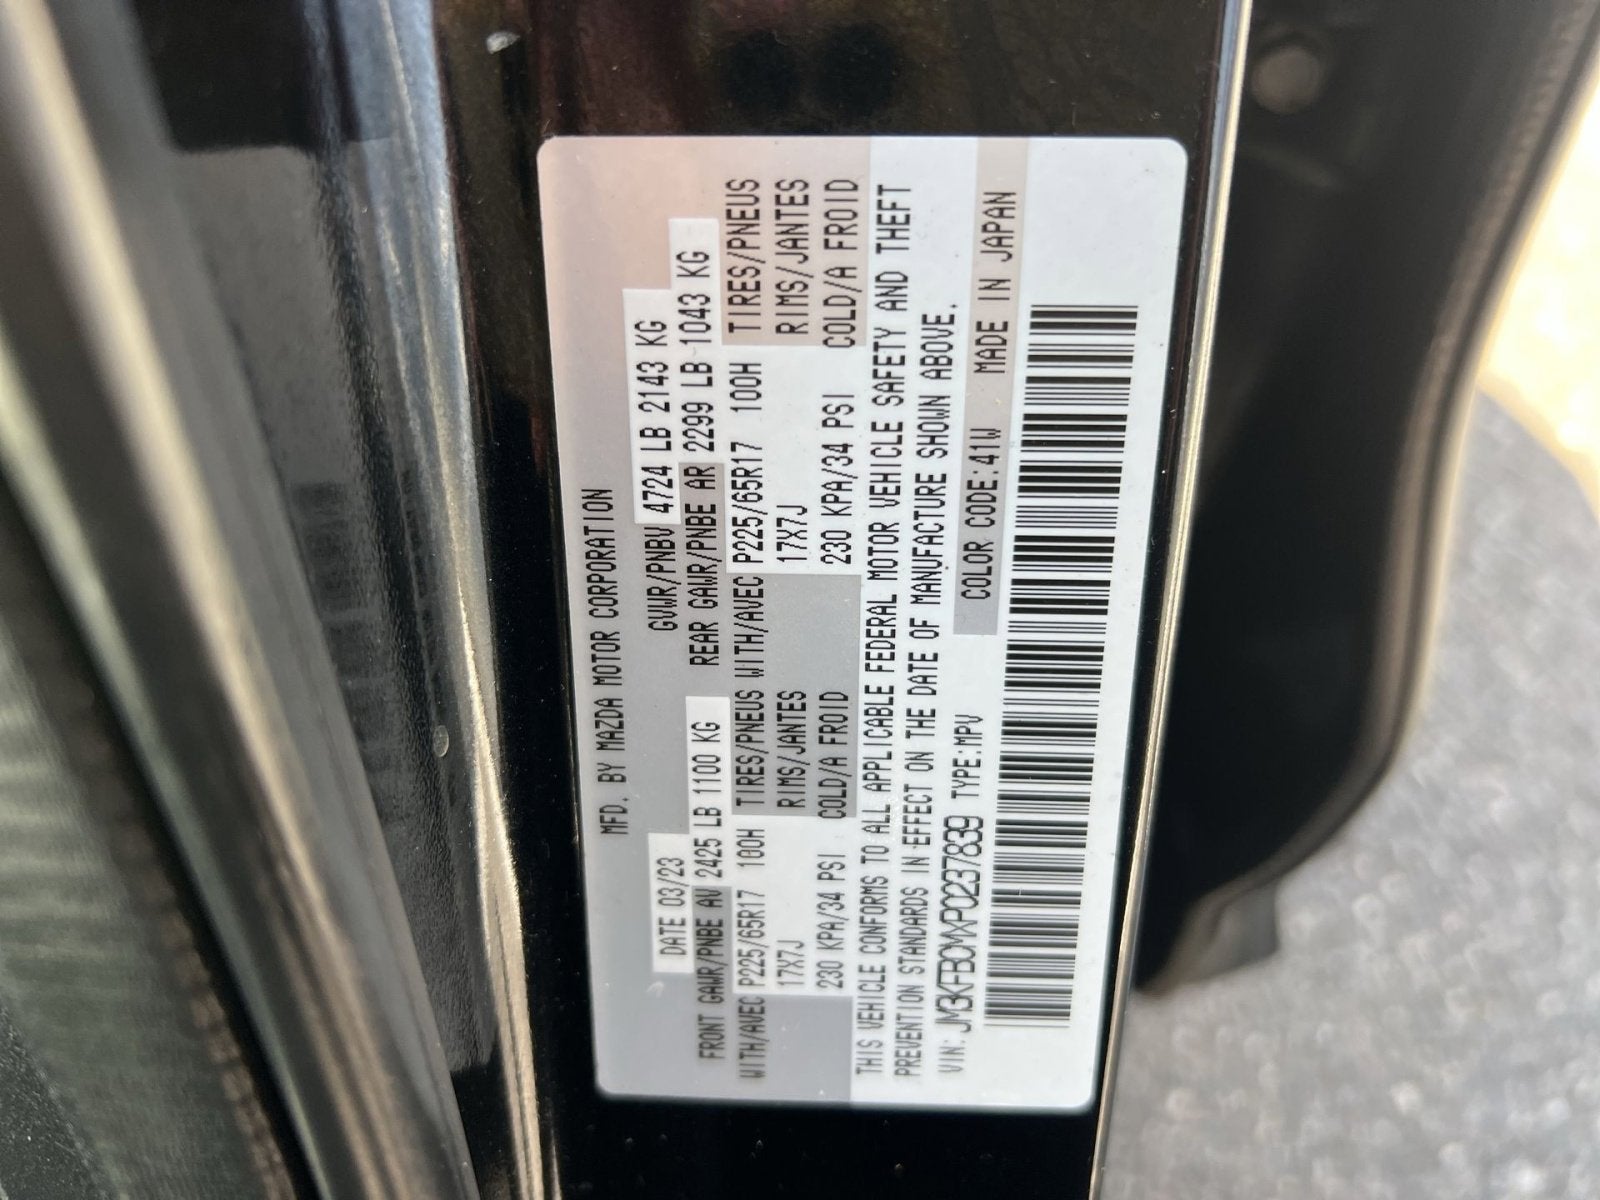 MFD. BY MAZDA MOTOR CORPORATION
DATE 03/23 GVWR/PNBV 4724 LB 2143 KG
FRONT GAWR/PNBE AV 2425 LB 1100 KG REAR GAWR/PNBE AR 2299 LB 1043 KG
WITH/AVEC P225/65R17 100H TIRES/PNEUS WITH/AVEC P225/65R17 100H TIRES/PNEUS
17X7J RIMS/JANTES 17X7J RIMS/JANTES
230 KPA/34 PSI COLD/A FROID 230 KPA/34 PSI COLD/A FROID
THIS VEHICLE CONFORMS TO ALL APPLICABLE FEDERAL MOTOR VEHICLE SAFETY AND THEFT
PREVENTION STANDARDS IN EFFECT ON THE DATE OF MANUFACTURE SHOWN ABOVE.
VIN: JM3KFBCMXP0237839 TYPE:MPV COLOR CODE:41W MADE IN JAPAN